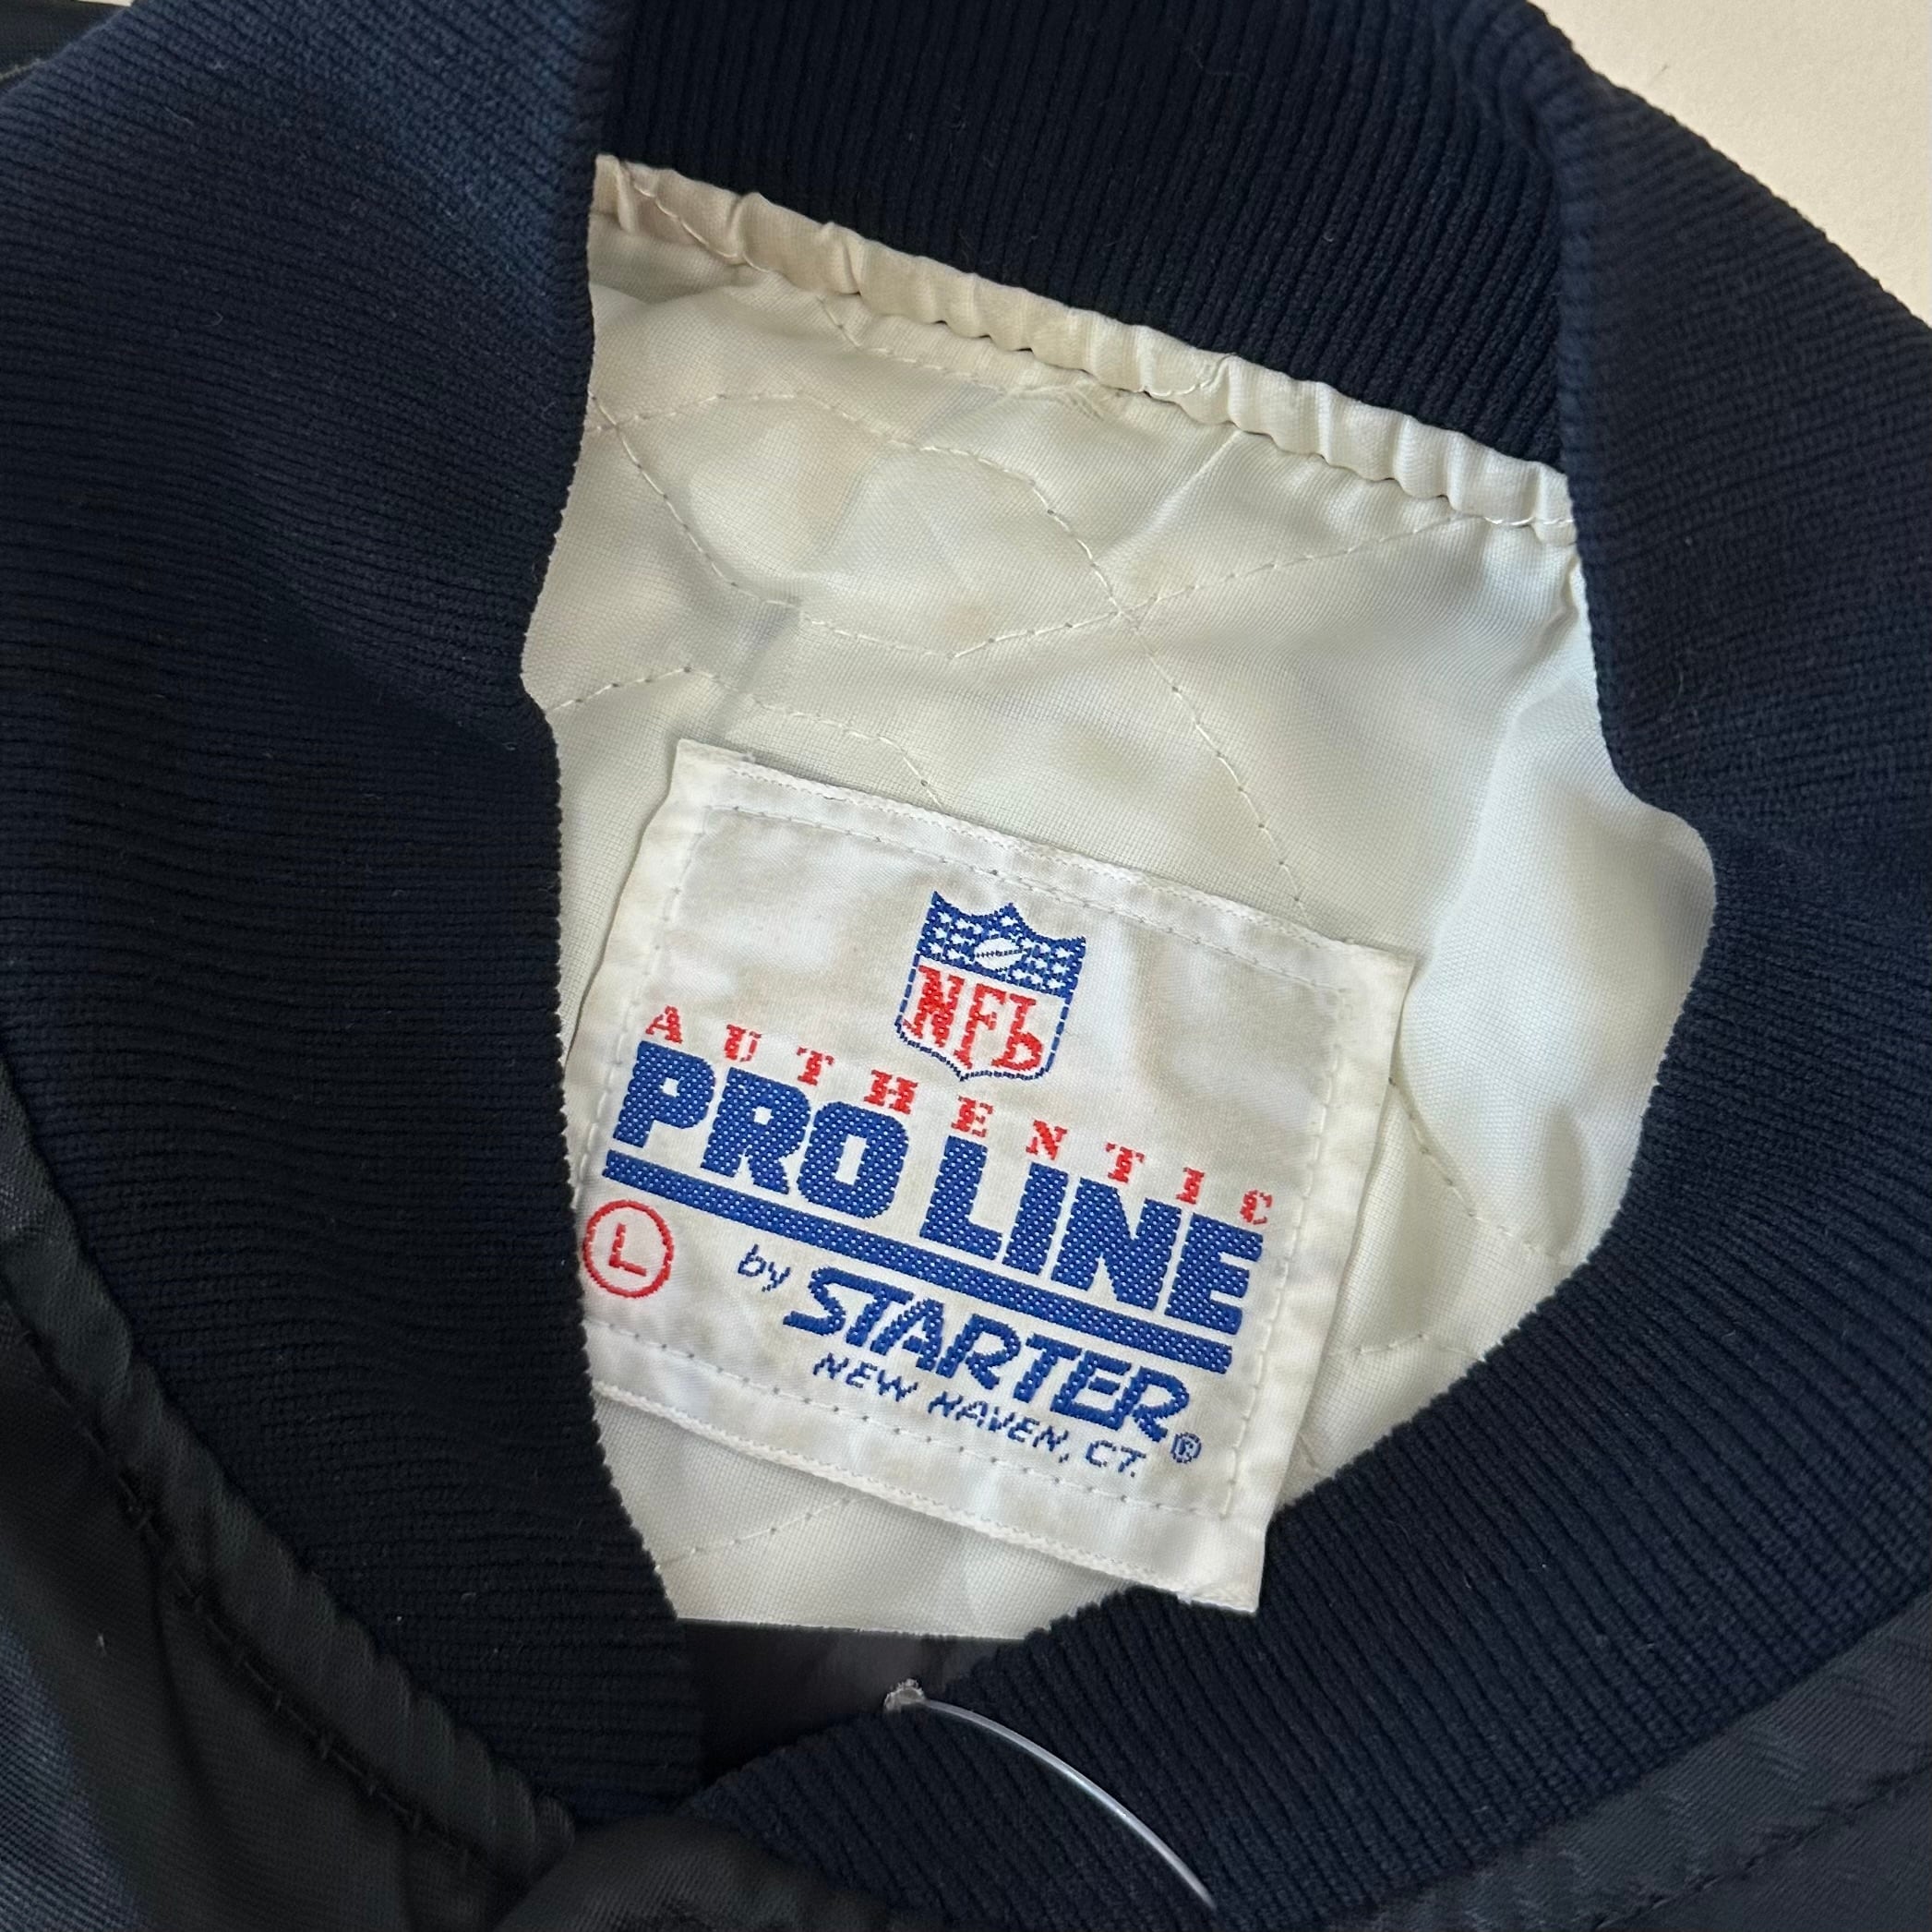 NFL
AUTHENTIC
PRO LINE
L
by STARTER®
NEW HAVEN, CT.